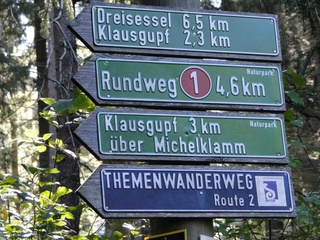 Dreisessel 6,5 km
Klausgupf 2,3 km
Naturpark
Rundweg 1 4,6 km
Klausgupf 3 km
Naturpark
über Michelklamm
THEMENWANDERWEG
Route 2